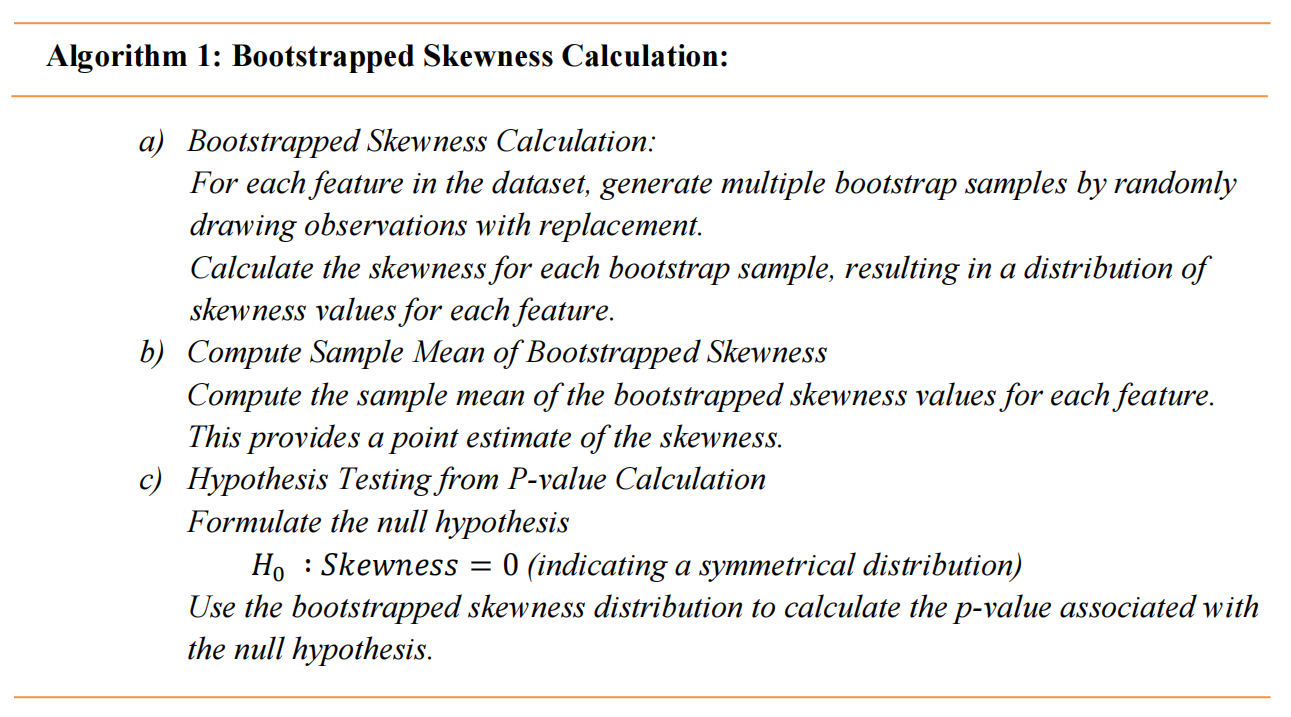 Algorithm 1: Bootstrapped Skewness Calculation:
a) Bootstrapped Skewness Calculation:
For each feature in the dataset, generate multiple bootstrap samples by randomly
drawing observations with replacement.
Calculate the skewness for each bootstrap sample, resulting in a distribution of
skewness values for each feature.
b) Compute Sample Mean of Bootstrapped Skewness
Compute the sample mean of the bootstrapped skewness values for each feature.
This provides a point estimate of the skewness.
c) Hypothesis Testing from P-value Calculation
Formulate the null hypothesis
H₀ : Skewness = 0 (indicating a symmetrical distribution)
Use the bootstrapped skewness distribution to calculate the p-value associated with
the null hypothesis.